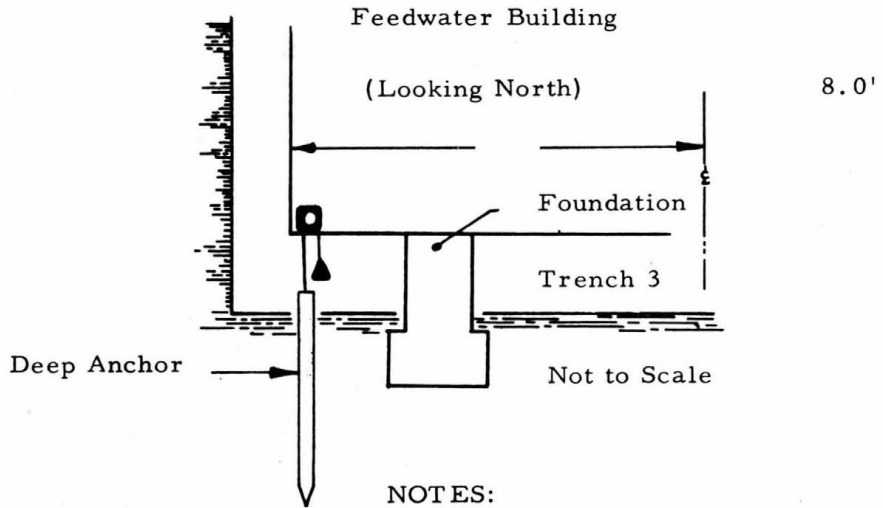 Feedwater Building
(Looking North)
8.0'
℄
Foundation
Trench 3
Deep Anchor
Not to Scale
NOTES: